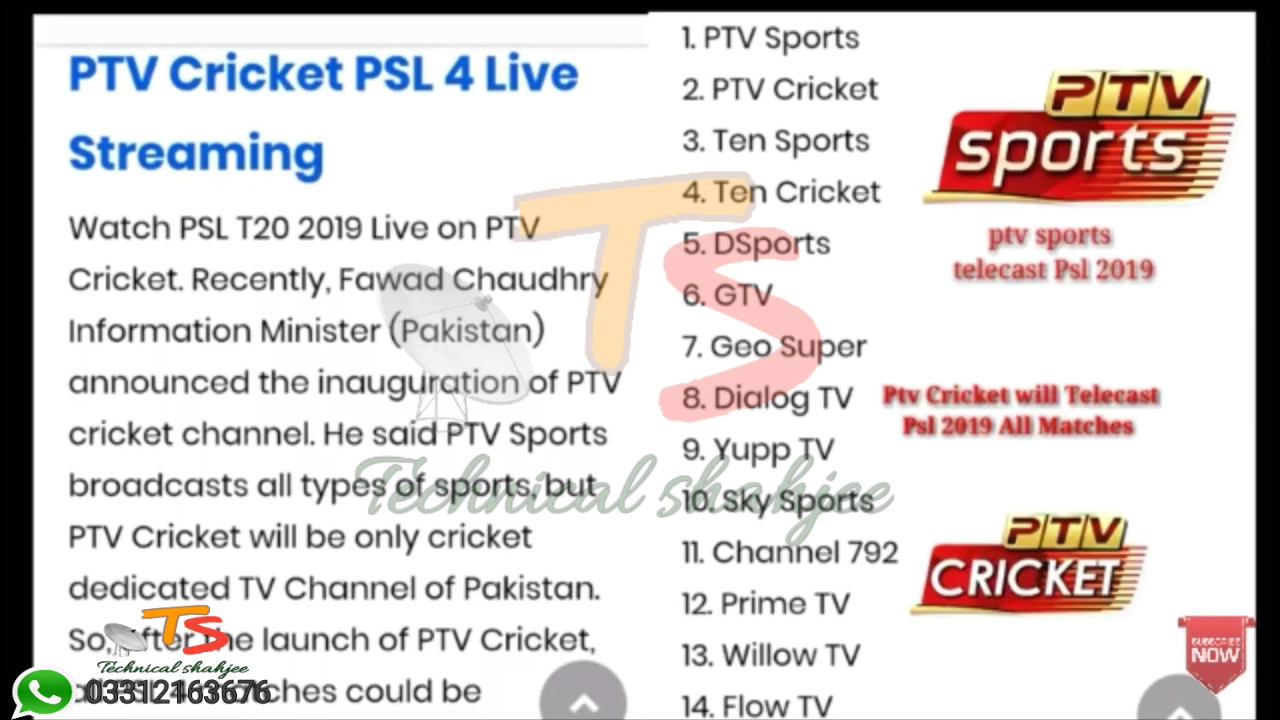 PTV Cricket PSL 4 Live
Streaming
Watch PSL T20 2019 Live on PTV
Cricket. Recently, Fawad Chaudhry
Information Minister (Pakistan)
announced the inauguration of PTV
cricket channel. He said PTV Sports
broadcasts all types of sports, but
PTV Cricket will be only cricket
dedicated TV Channel of Pakistan.
So, After the launch of PTV Cricket,
all PSL 4 matches could be
1. PTV Sports
2. PTV Cricket
3. Ten Sports
4. Ten Cricket
5. DSports
6. GTV
7. Geo Super
8. Dialog TV
9. Yupp TV
10. Sky Sports
11. Channel 792
12. Prime TV
13. Willow TV
14. Flow TV
PTV
sports
ptv sports
telecast Psl 2019
Ptv Cricket will Telecast
Psl 2019 All Matches
PTV
CRICKET
TS
Technical shahjee
TS
Technical shahjee
03312163676
SUBSCRIBE
NOW